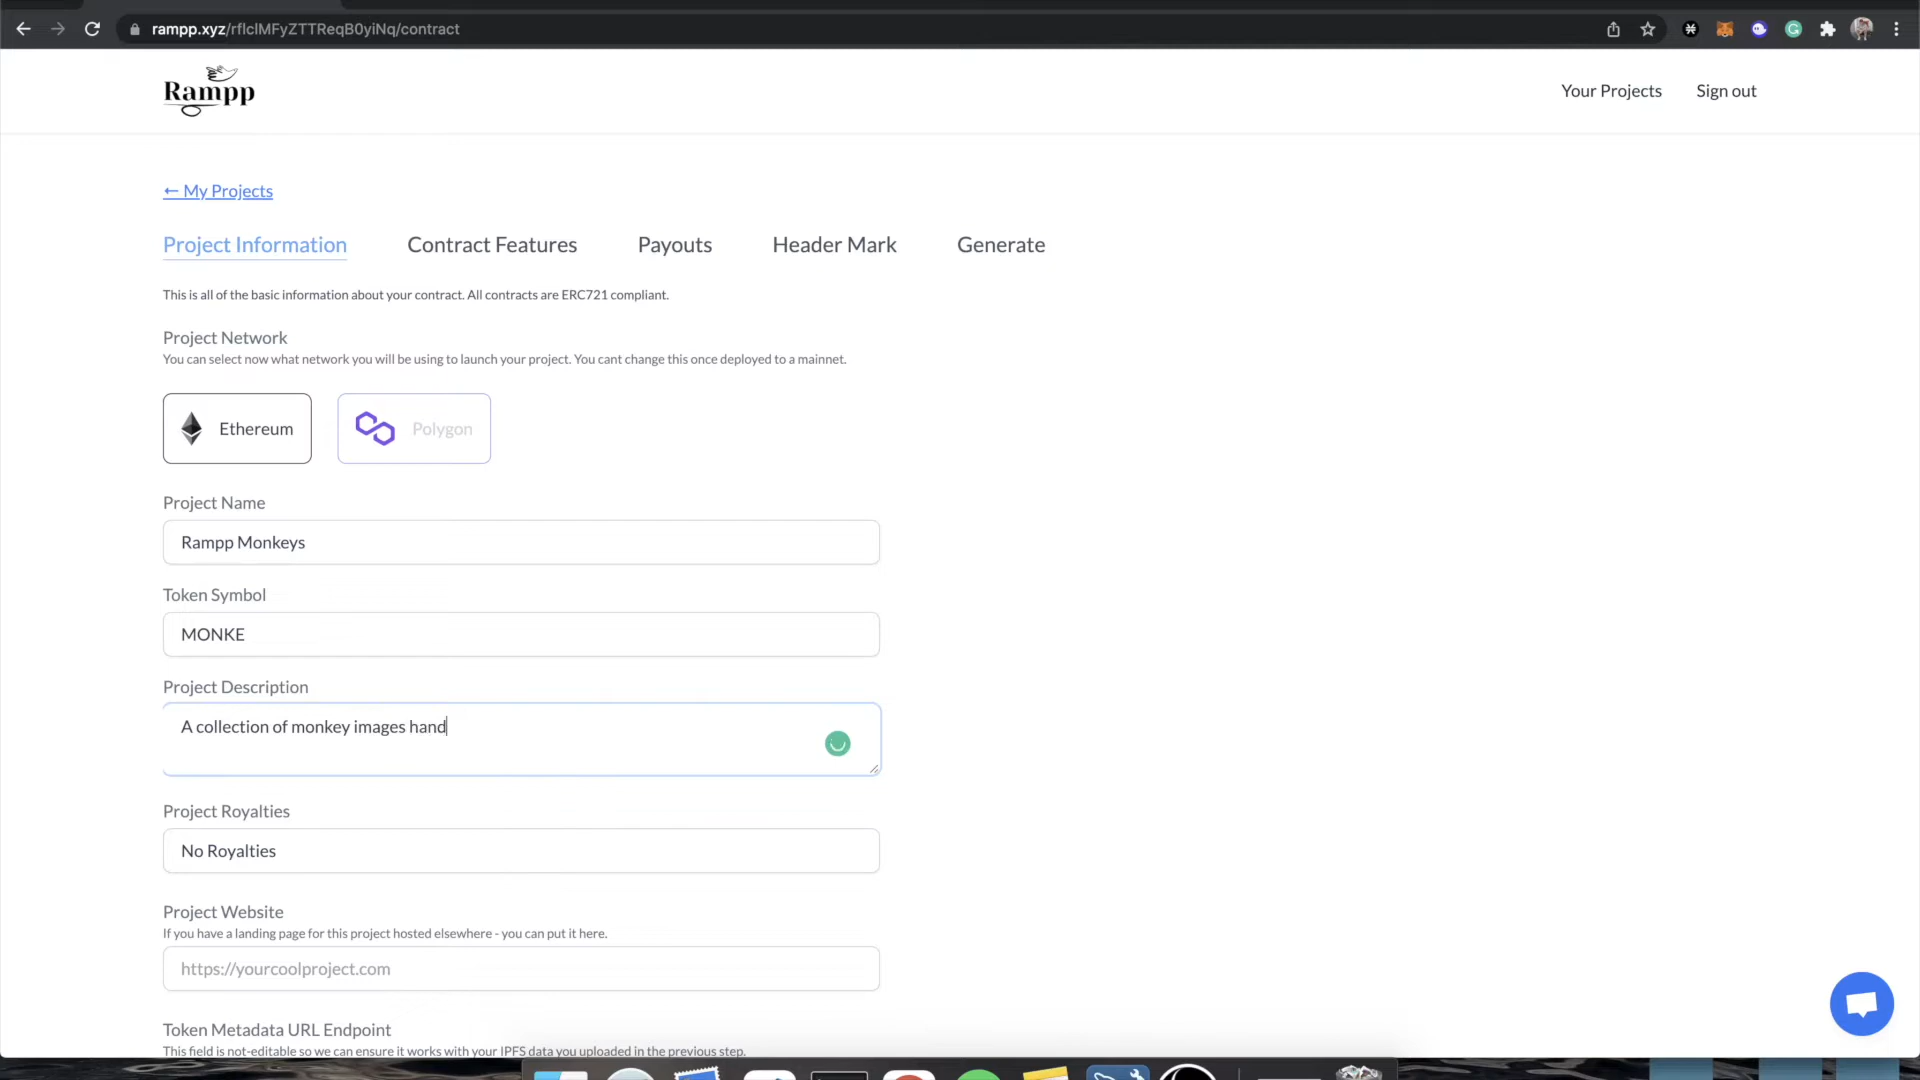 rampp.xyz/rflclMFyZTTReqB0yiNq/contract
Rampp
Your Projects
Sign out
← My Projects
Project Information
Contract Features
Payouts
Header Mark
Generate
This is all of the basic information about your contract. All contracts are ERC721 compliant.
Project Network
You can select now what network you will be using to launch your project. You cant change this once deployed to a mainnet.
Ethereum
Polygon
Project Name
Rampp Monkeys
Token Symbol
MONKE
Project Description
A collection of monkey images hand
Project Royalties
No Royalties
Project Website
If you have a landing page for this project hosted elsewhere - you can put it here.
https://yourcoolproject.com
Token Metadata URL Endpoint
This field is not-editable so we can ensure it works with your IPFS data you uploaded in the previous step.